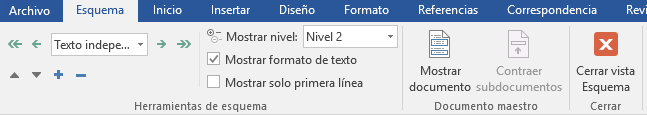 Archivo Esquema Inicio Insertar Diseño Formato Referencias Correspondencia Revi
Texto indepe...
Mostrar nivel: Nivel 2
Mostrar formato de texto
Mostrar solo primera línea
Herramientas de esquema
Mostrar
documento
Contraer
subdocumentos
Documento maestro
Cerrar vista
Esquema
Cerrar